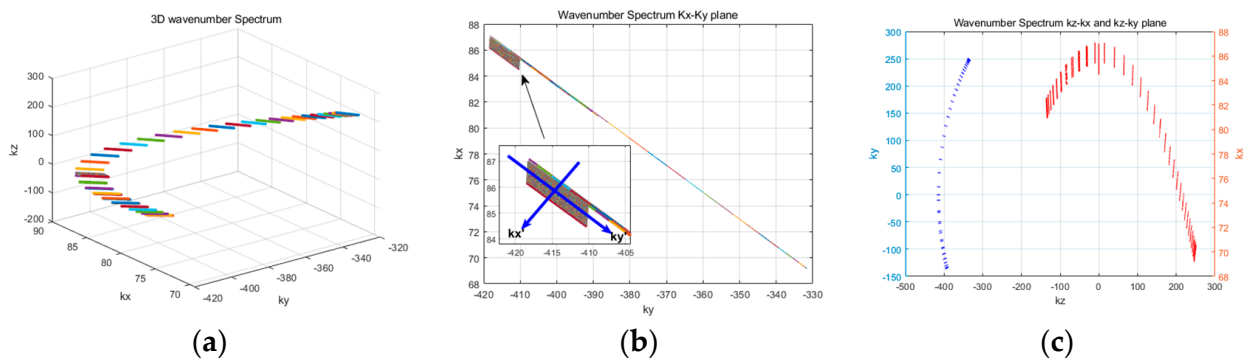 3D wavenumber Spectrum
300
200
100
0
-100
-200
kz
90
85
80
75
70
kx
-420
-400
-380
-360
-340
-320
ky
(a)
Wavenumber Spectrum Kx-Ky plane
88
86
84
82
80
78
76
74
72
70
68
kx
87
86
85
84
kx'
ky'
-420 -415 -410 -405
-420 -410 -400 -390 -380 -370 -360 -350 -340 -330
ky
(b)
Wavenumber Spectrum kz-kx and kz-ky plane
300
250
200
150
100
50
0
-50
-100
-150
ky
88
86
84
82
80
78
76
74
72
70
68
kx
-500 -400 -300 -200 -100 0 100 200 300
kz
(c)